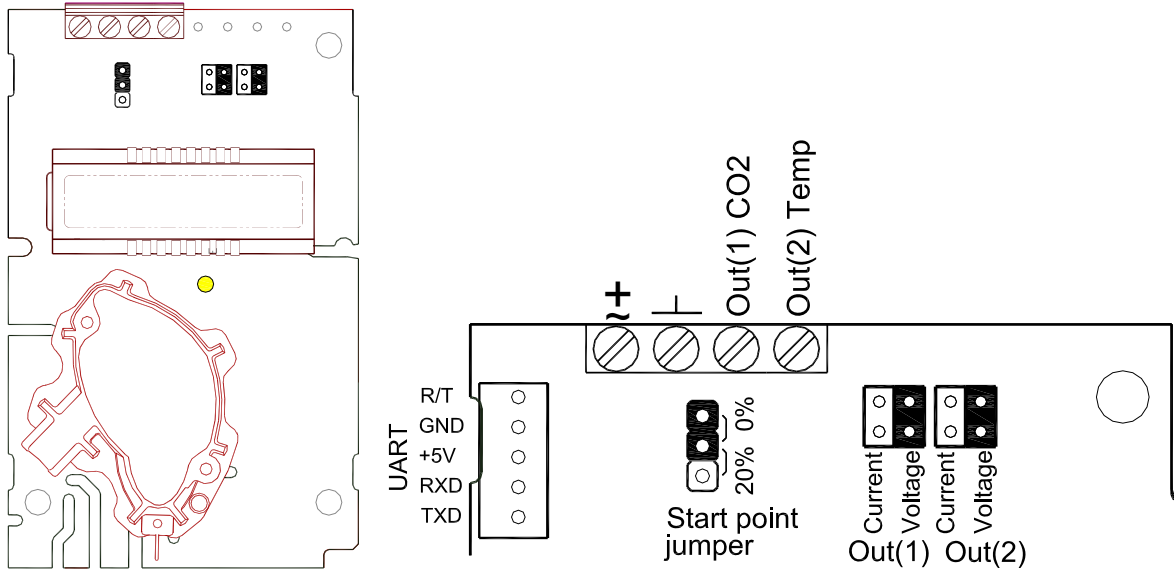 ≂+
Out(1) CO2
Out(2) Temp
UART
R/T
GND
+5V
RXD
TXD
0%
20%
Start point
jumper
Current
Voltage
Current
Voltage
Out(1)
Out(2)